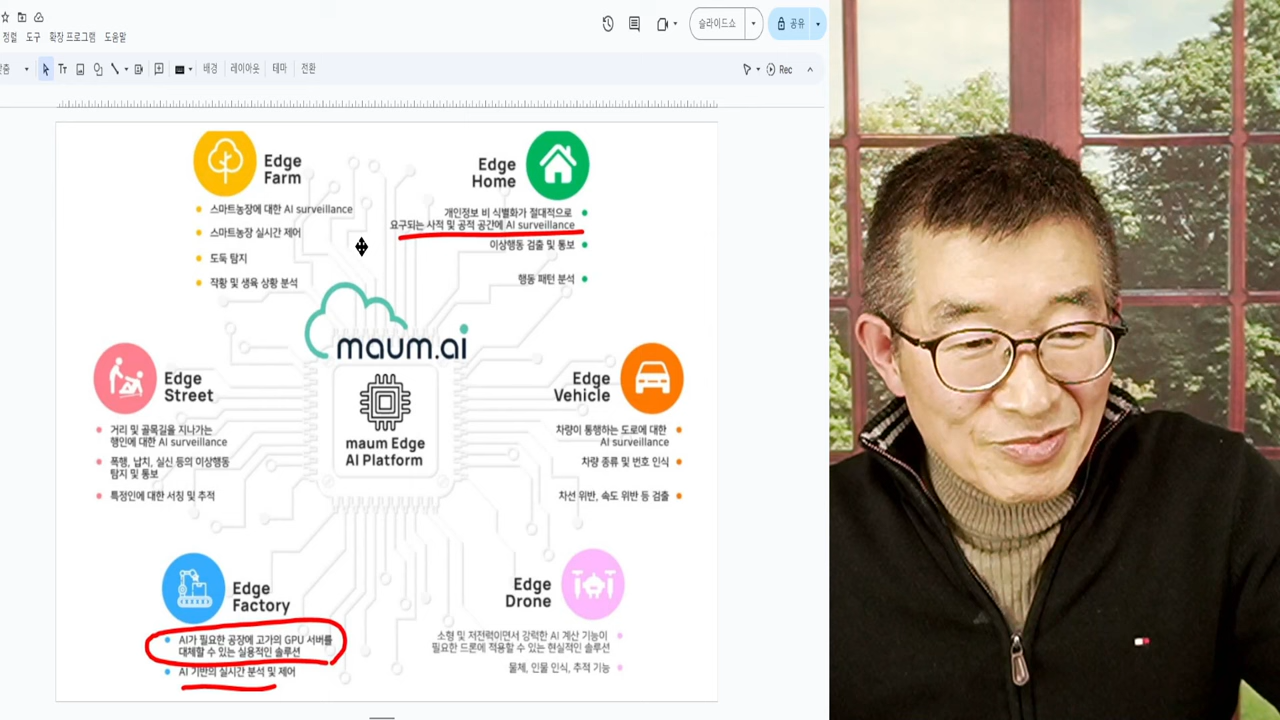 정렬 도구 확장 프로그램 도움말
슬라이드쇼
공유
배경 레이아웃 테마 전환
Rec
Edge
Farm
스마트농장에 대한 AI surveillance
스마트농장 실시간 제어
도둑 탐지
작황 및 생육 상황 분석
Edge
Home
개인정보 비 식별화가 절대적으로
요구되는 사적 및 공적 공간에 AI surveillance
이상행동 검출 및 통보
행동 패턴 분석
maum.ai
maum Edge
AI Platform
Edge
Street
거리 및 골목길을 지나가는
행인에 대한 AI surveillance
폭행, 납치, 실신 등의 이상행동
탐지 및 통보
특정인에 대한 서칭 및 추적
Edge
Vehicle
차량이 통행하는 도로에 대한
AI surveillance
차량 종류 및 번호 인식
차선 위반, 속도 위반 등 검출
Edge
Factory
AI가 필요한 공장에 고가의 GPU 서버를
대체할 수 있는 실용적인 솔루션
AI 기반의 실시간 분석 및 제어
Edge
Drone
소형 및 저전력이면서 강력한 AI 계산 기능이
필요한 드론에 적용할 수 있는 현실적인 솔루션
물체, 인물 인식, 추적 기능